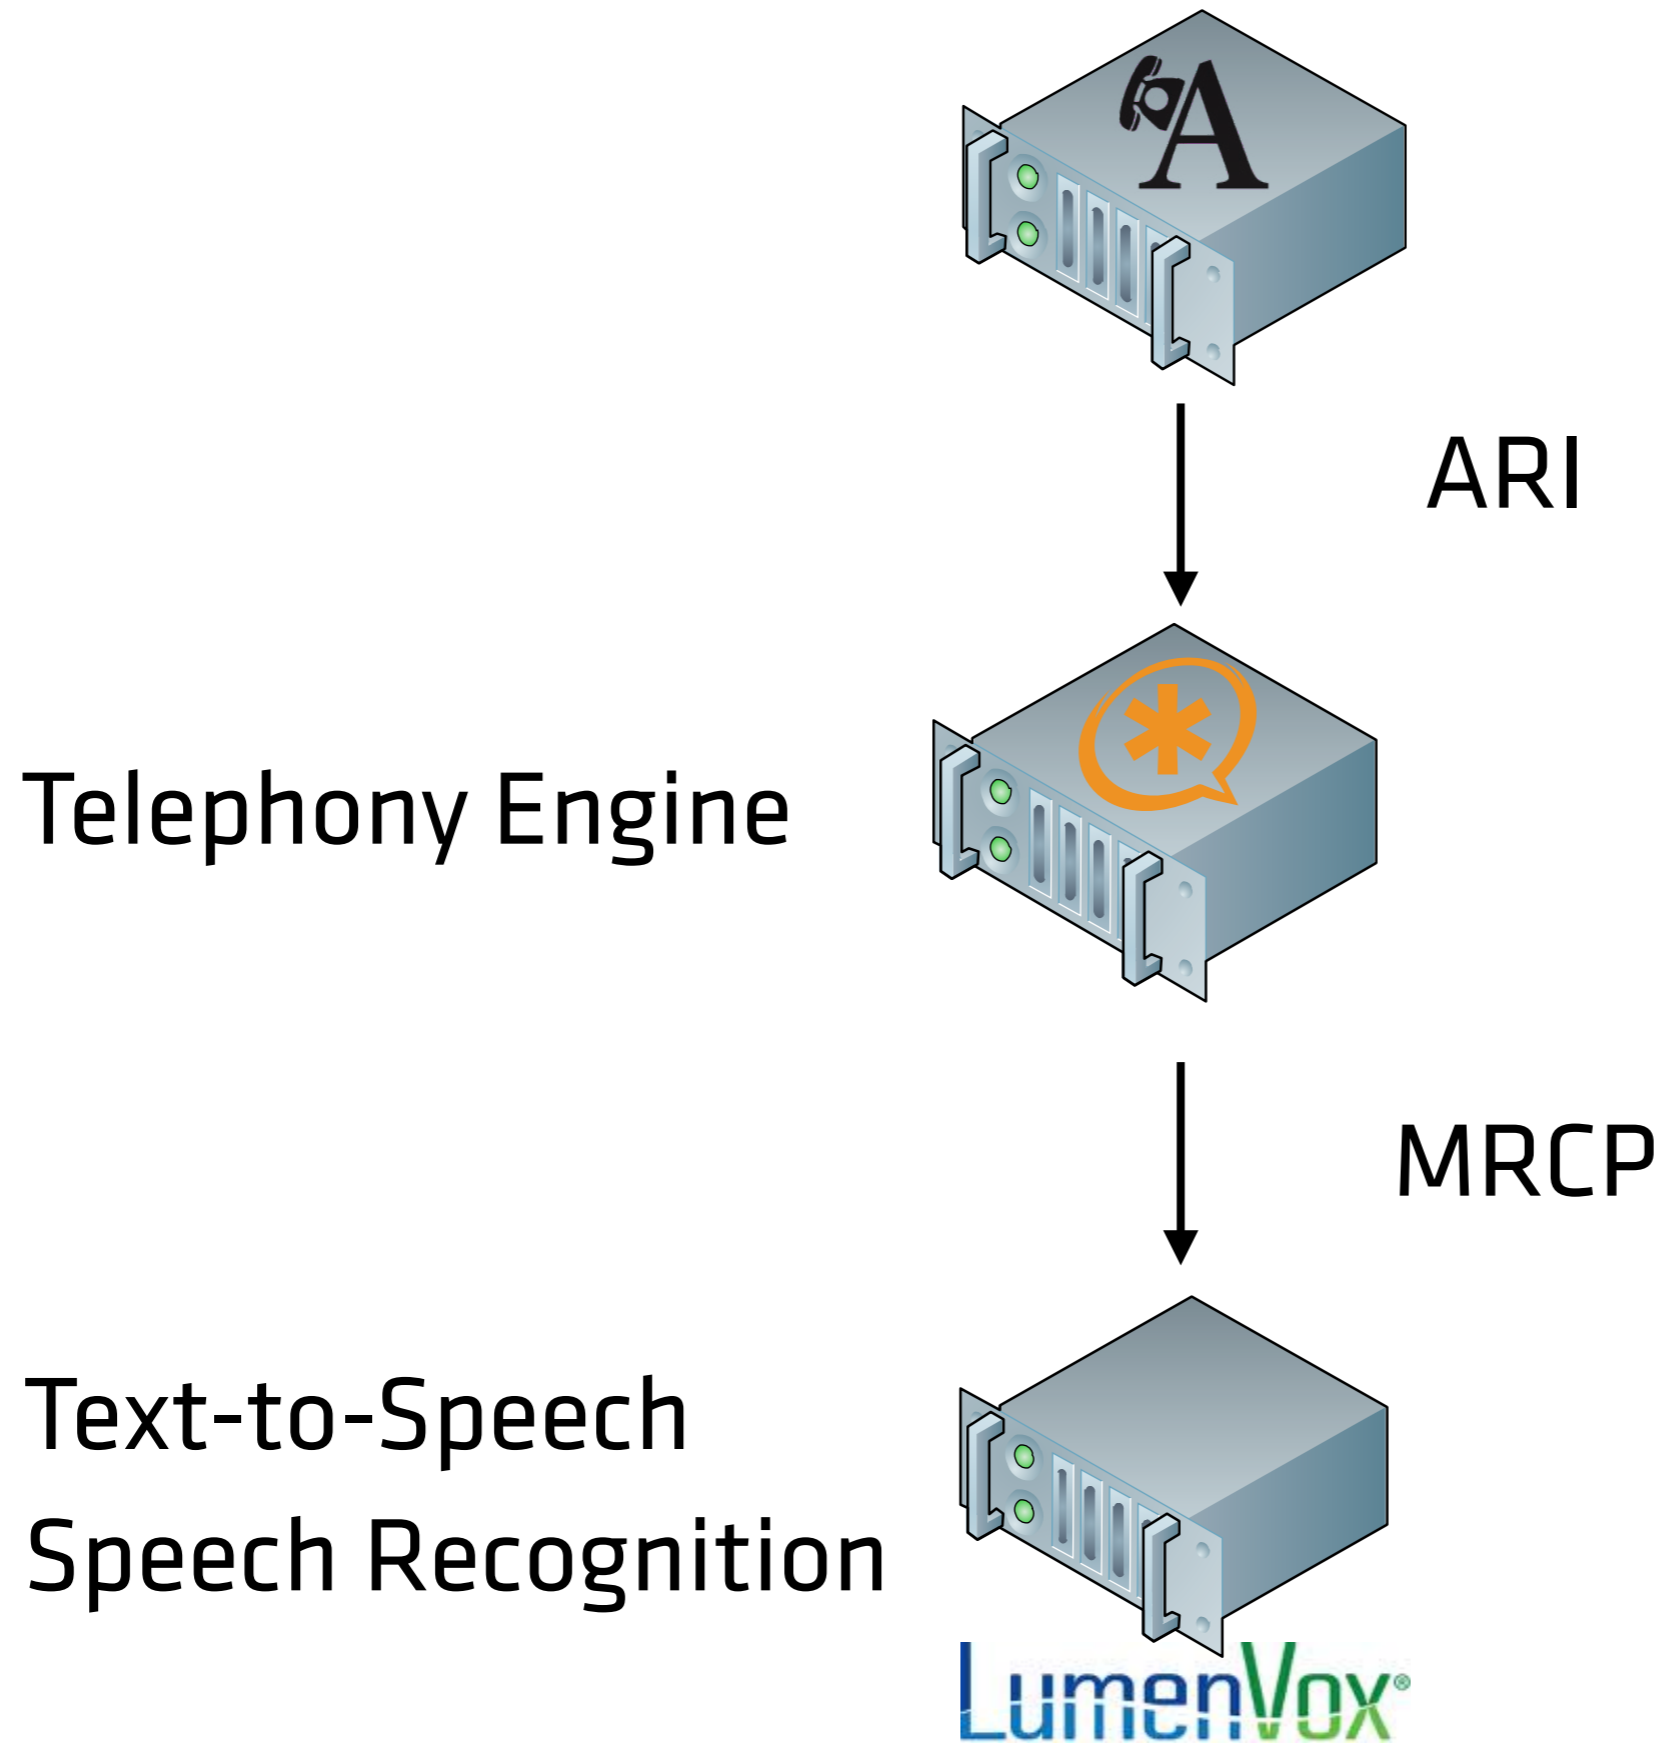 A
ARI
Telephony Engine
MRCP
Text-to-Speech
Speech Recognition
LumenVox®